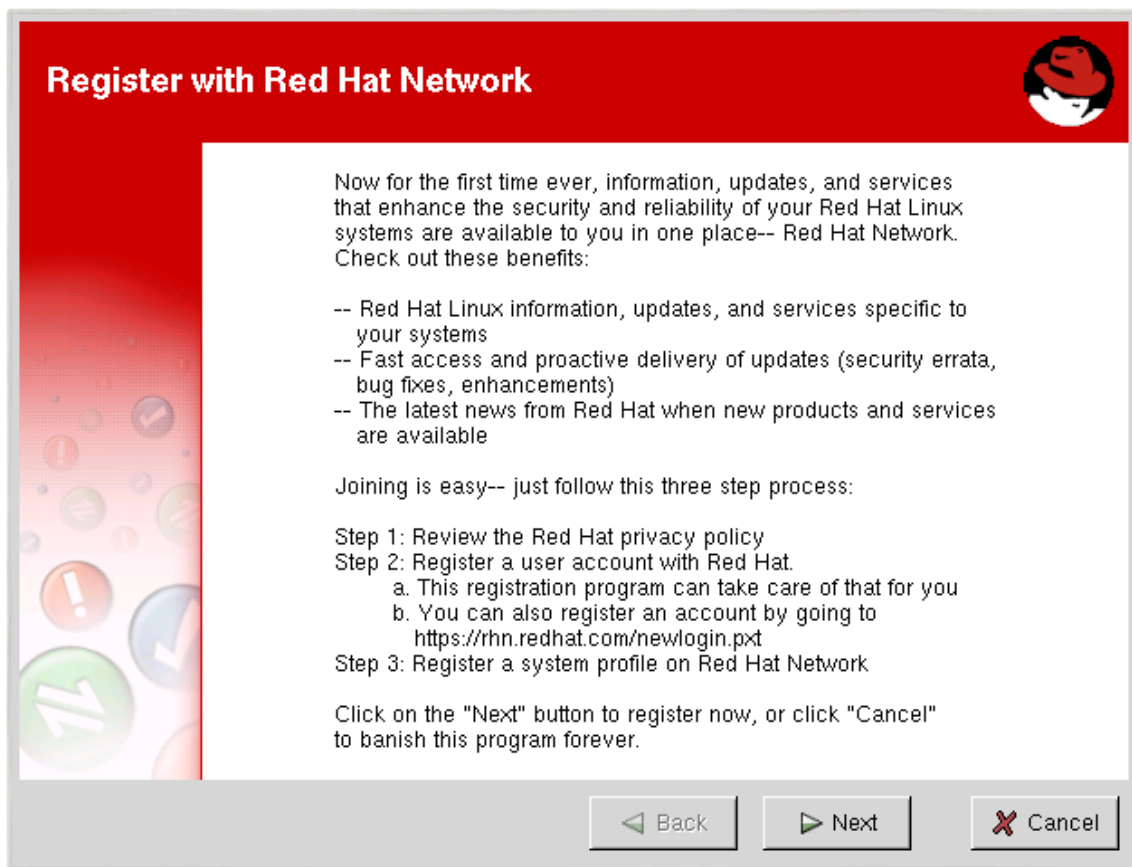 Register with Red Hat Network
Now for the first time ever, information, updates, and services
that enhance the security and reliability of your Red Hat Linux
systems are available to you in one place-- Red Hat Network.
Check out these benefits:
-- Red Hat Linux information, updates, and services specific to
your systems
-- Fast access and proactive delivery of updates (security errata,
bug fixes, enhancements)
-- The latest news from Red Hat when new products and services
are available
Joining is easy-- just follow this three step process:
Step 1: Review the Red Hat privacy policy
Step 2: Register a user account with Red Hat.
a. This registration program can take care of that for you
b. You can also register an account by going to
https://rhn.redhat.com/newlogin.pxt
Step 3: Register a system profile on Red Hat Network
Click on the "Next" button to register now, or click "Cancel"
to banish this program forever.
Back Next Cancel